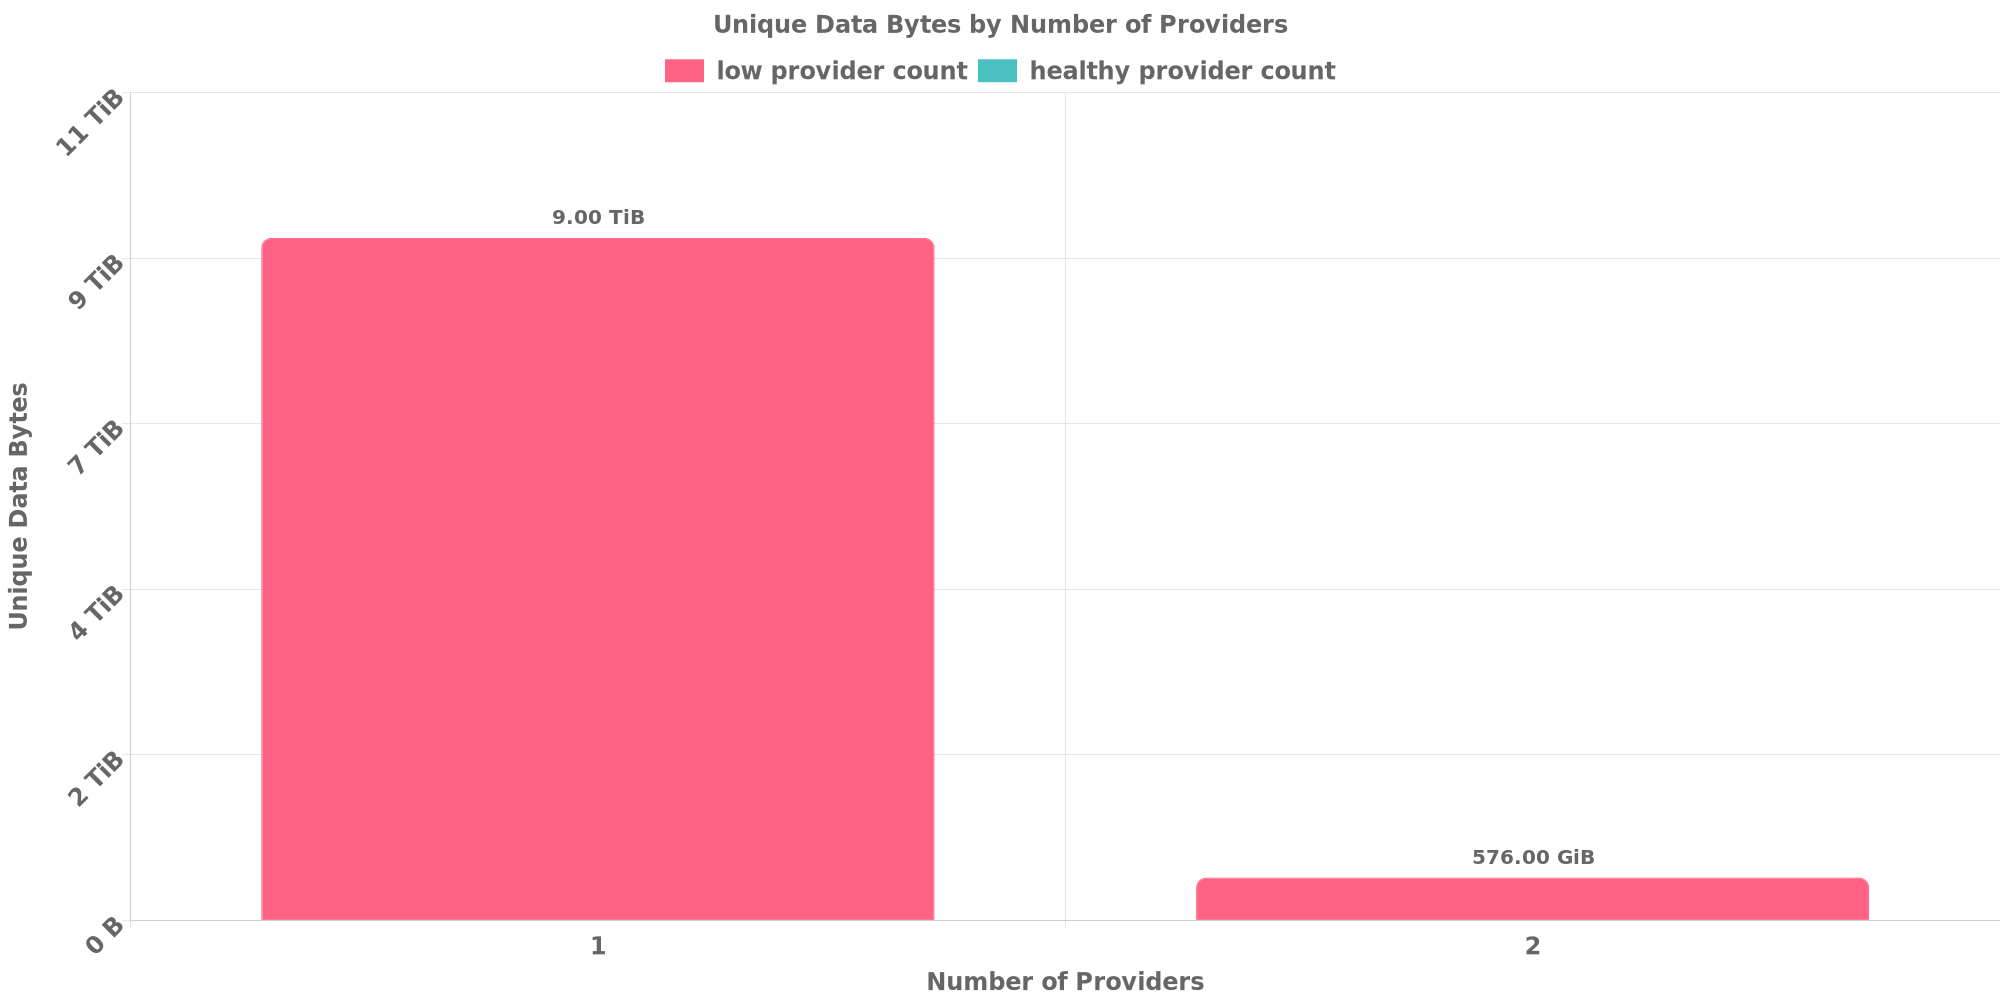 Unique Data Bytes by Number of Providers
low provider count
healthy provider count
11 TiB
9 TiB
7 TiB
4 TiB
2 TiB
0 B
Unique Data Bytes
9.00 TiB
576.00 GiB
1
2
Number of Providers